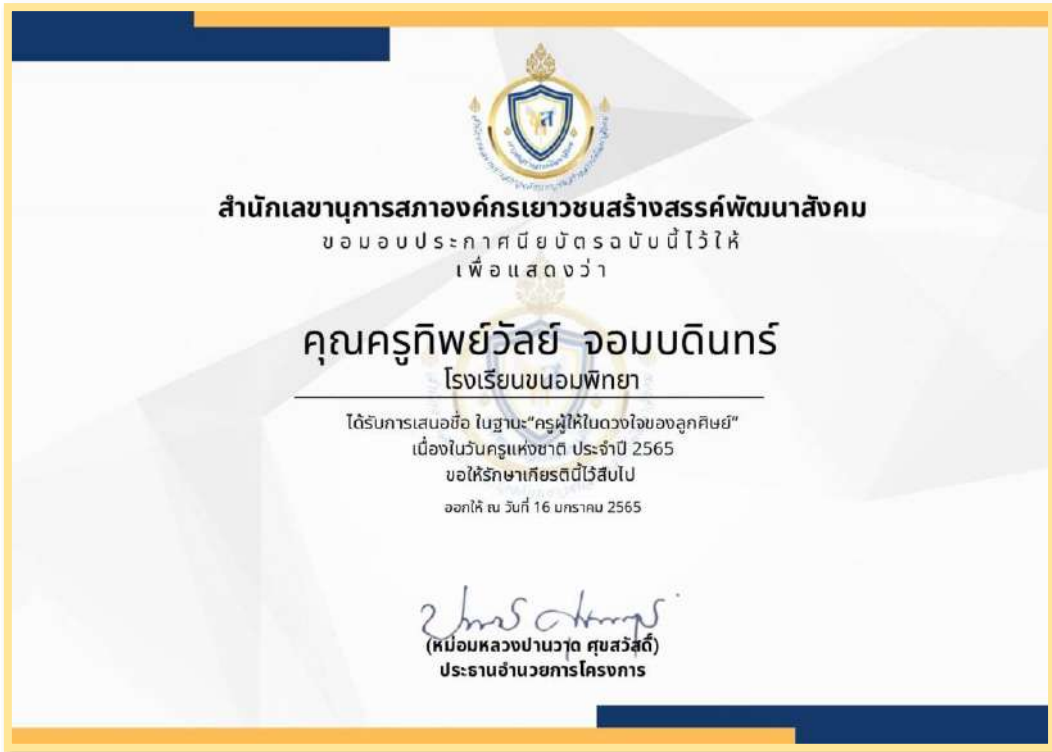 สำนักเลขานุการสภาองค์กรเยาวชนสร้างสรรค์พัฒนาสังคม
ขอมอบประกาศนียบัตรฉบับนี้ไว้ให้
เพื่อแสดงว่า
คุณครูทิพย์วัลย์ จอมบดินทร์
โรงเรียนขนอมพิทยา
ได้รับการเสนอชื่อ ในฐานะ“ครูผู้ให้ในดวงใจของลูกศิษย์”
เนื่องในวันครูแห่งชาติ ประจำปี 2565
ขอให้รักษาเกียรตินี้ไว้สืบไป
ออกให้ ณ วันที่ 16 มกราคม 2565
(หม่อมหลวงปานวาด ศุขสวัสดิ์)
ประธานอำนวยการโครงการ